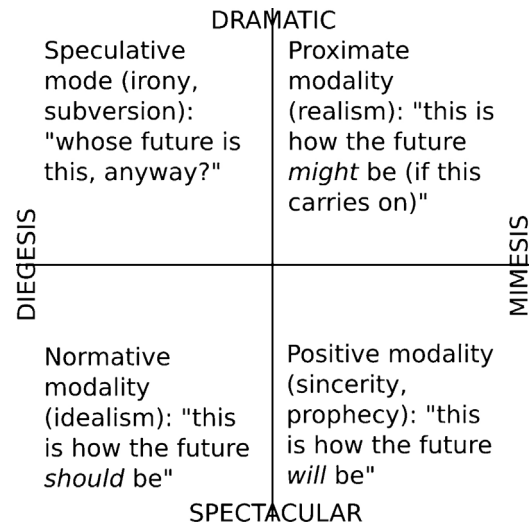 DRAMATIC
Speculative
mode (irony,
subversion):
"whose future is
this, anyway?"
Proximate
modality
(realism): "this is
how the future
might be (if this
carries on)"
DIEGESIS
MIMESIS
Normative
modality
(idealism): "this
is how the future
should be"
Positive modality
(sincerity,
prophecy): "this
is how the future
will be"
SPECTACULAR